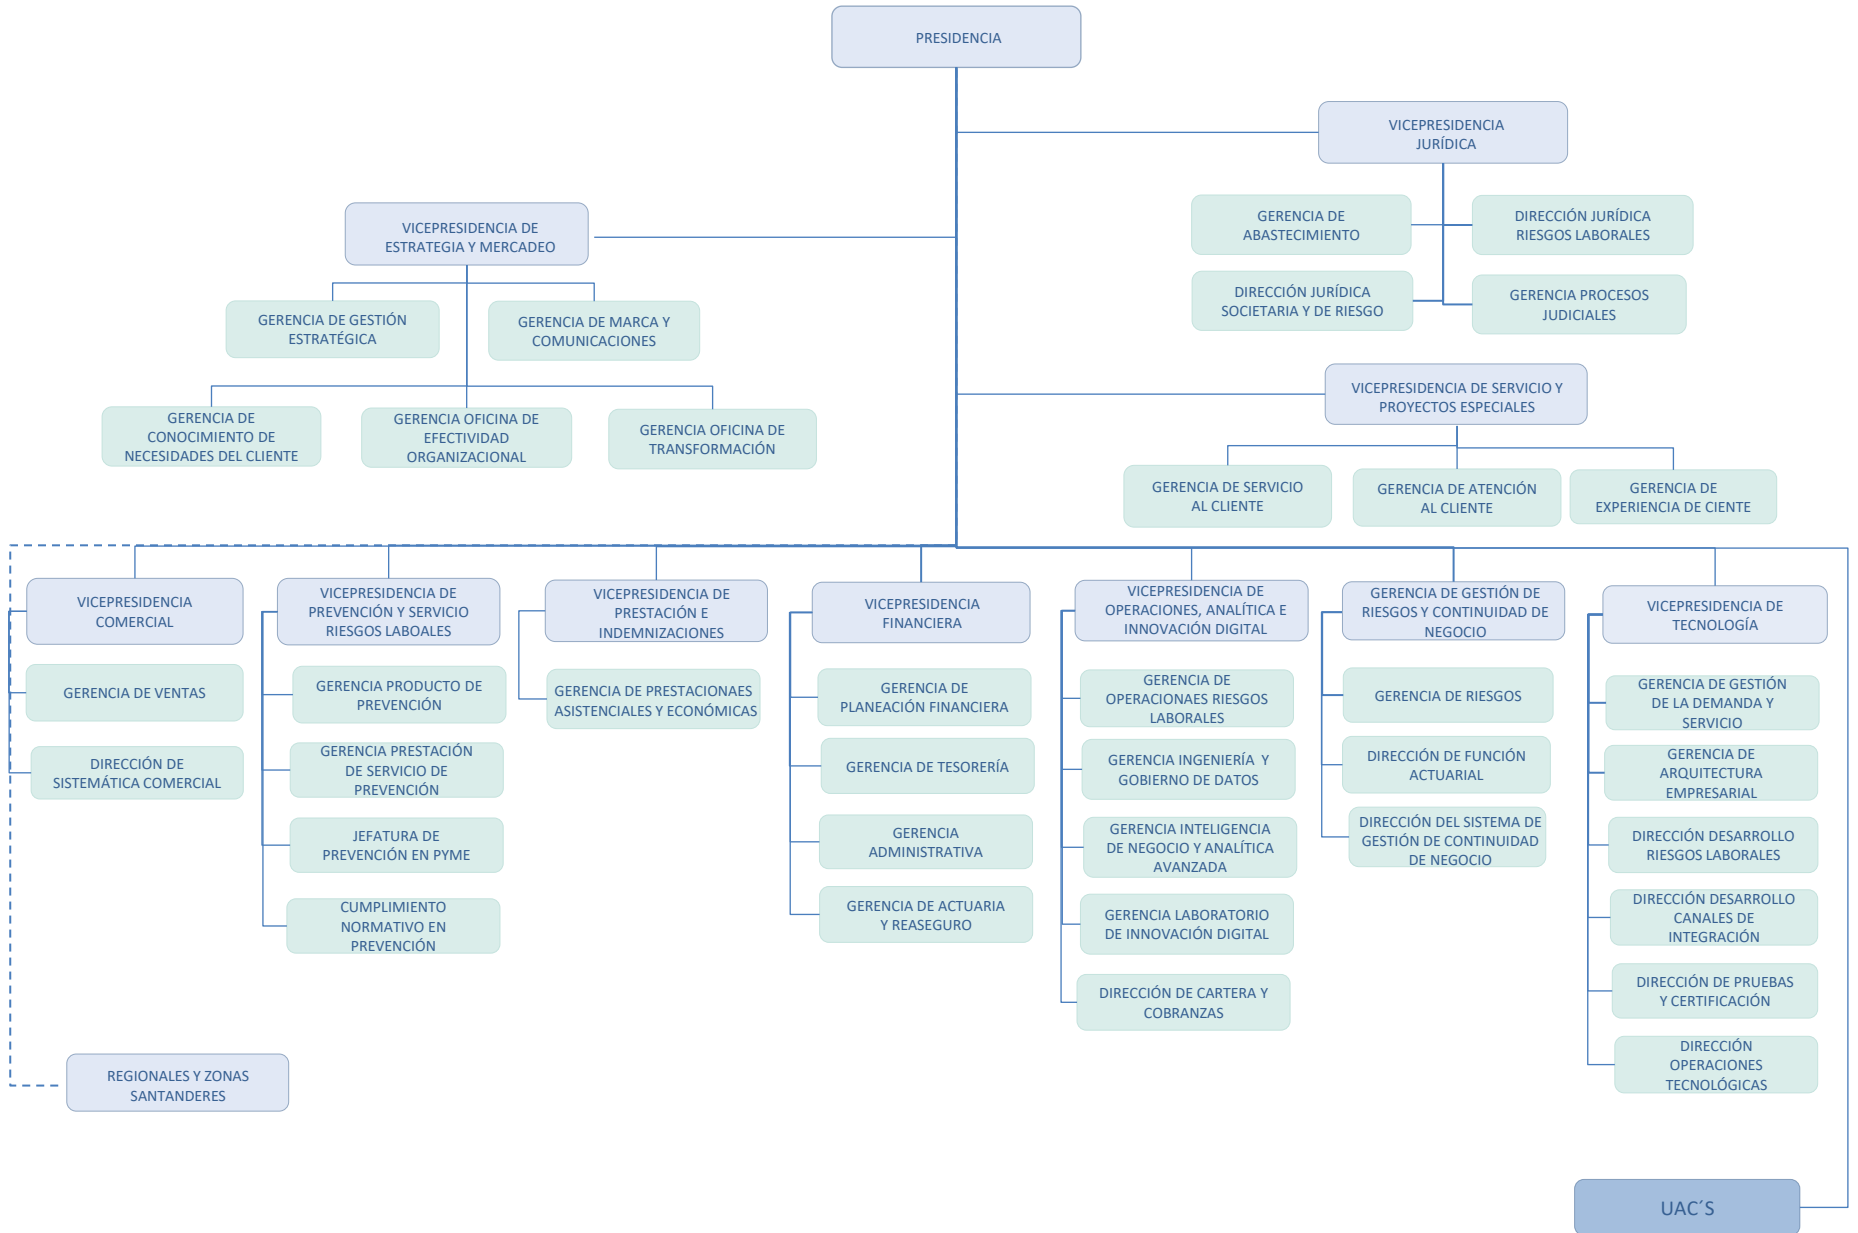 PRESIDENCIA
VICEPRESIDENCIA
JURÍDICA
GERENCIA DE
ABASTECIMIENTO
DIRECCIÓN JURÍDICA
RIESGOS LABORALES
DIRECCIÓN JURÍDICA
SOCIETARIA Y DE RIESGO
GERENCIA PROCESOS
JUDICIALES
VICEPRESIDENCIA DE
ESTRATEGIA Y MERCADEO
GERENCIA DE GESTIÓN
ESTRATÉGICA
GERENCIA DE MARCA Y
COMUNICACIONES
GERENCIA DE
CONOCIMIENTO DE
NECESIDADES DEL CLIENTE
GERENCIA OFICINA DE
EFECTIVIDAD
ORGANIZACIONAL
GERENCIA OFICINA DE
TRANSFORMACIÓN
VICEPRESIDENCIA DE SERVICIO Y
PROYECTOS ESPECIALES
GERENCIA DE SERVICIO
AL CLIENTE
GERENCIA DE ATENCIÓN
AL CLIENTE
GERENCIA DE
EXPERIENCIA DE CIENTE
VICEPRESIDENCIA
COMERCIAL
GERENCIA DE VENTAS
DIRECCIÓN DE
SISTEMÁTICA COMERCIAL
VICEPRESIDENCIA DE
PREVENCIÓN Y SERVICIO
RIESGOS LABOALES
GERENCIA PRODUCTO DE
PREVENCIÓN
GERENCIA PRESTACIÓN
DE SERVICIO DE
PREVENCIÓN
JEFATURA DE
PREVENCIÓN EN PYME
CUMPLIMIENTO
NORMATIVO EN
PREVENCIÓN
VICEPRESIDENCIA DE
PRESTACIÓN E
INDEMNIZACIONES
GERENCIA DE PRESTACIONAES
ASISTENCIALES Y ECONÓMICAS
VICEPRESIDENCIA
FINANCIERA
GERENCIA DE
PLANEACIÓN FINANCIERA
GERENCIA DE TESORERÍA
GERENCIA
ADMINISTRATIVA
GERENCIA DE ACTUARIA
Y REASEGURO
VICEPRESIDENCIA DE
OPERACIONES, ANALÍTICA E
INNOVACIÓN DIGITAL
GERENCIA DE
OPERACIONAES RIESGOS
LABORALES
GERENCIA INGENIERÍA Y
GOBIERNO DE DATOS
GERENCIA INTELIGENCIA
DE NEGOCIO Y ANALÍTICA
AVANZADA
GERENCIA LABORATORIO
DE INNOVACIÓN DIGITAL
DIRECCIÓN DE CARTERA Y
COBRANZAS
GERENCIA DE GESTIÓN DE
RIESGOS Y CONTINUIDAD DE
NEGOCIO
GERENCIA DE RIESGOS
DIRECCIÓN DE FUNCIÓN
ACTUARIAL
DIRECCIÓN DEL SISTEMA DE
GESTIÓN DE CONTINUIDAD
DE NEGOCIO
VICEPRESIDENCIA DE
TECNOLOGÍA
GERENCIA DE GESTIÓN
DE LA DEMANDA Y
SERVICIO
GERENCIA DE
ARQUITECTURA
EMPRESARIAL
DIRECCIÓN DESARROLLO
RIESGOS LABORALES
DIRECCIÓN DESARROLLO
CANALES DE
INTEGRACIÓN
DIRECCIÓN DE PRUEBAS
Y CERTIFICACIÓN
DIRECCIÓN
OPERACIONES
TECNOLÓGICAS
REGIONALES Y ZONAS
SANTANDERES
UAC´S